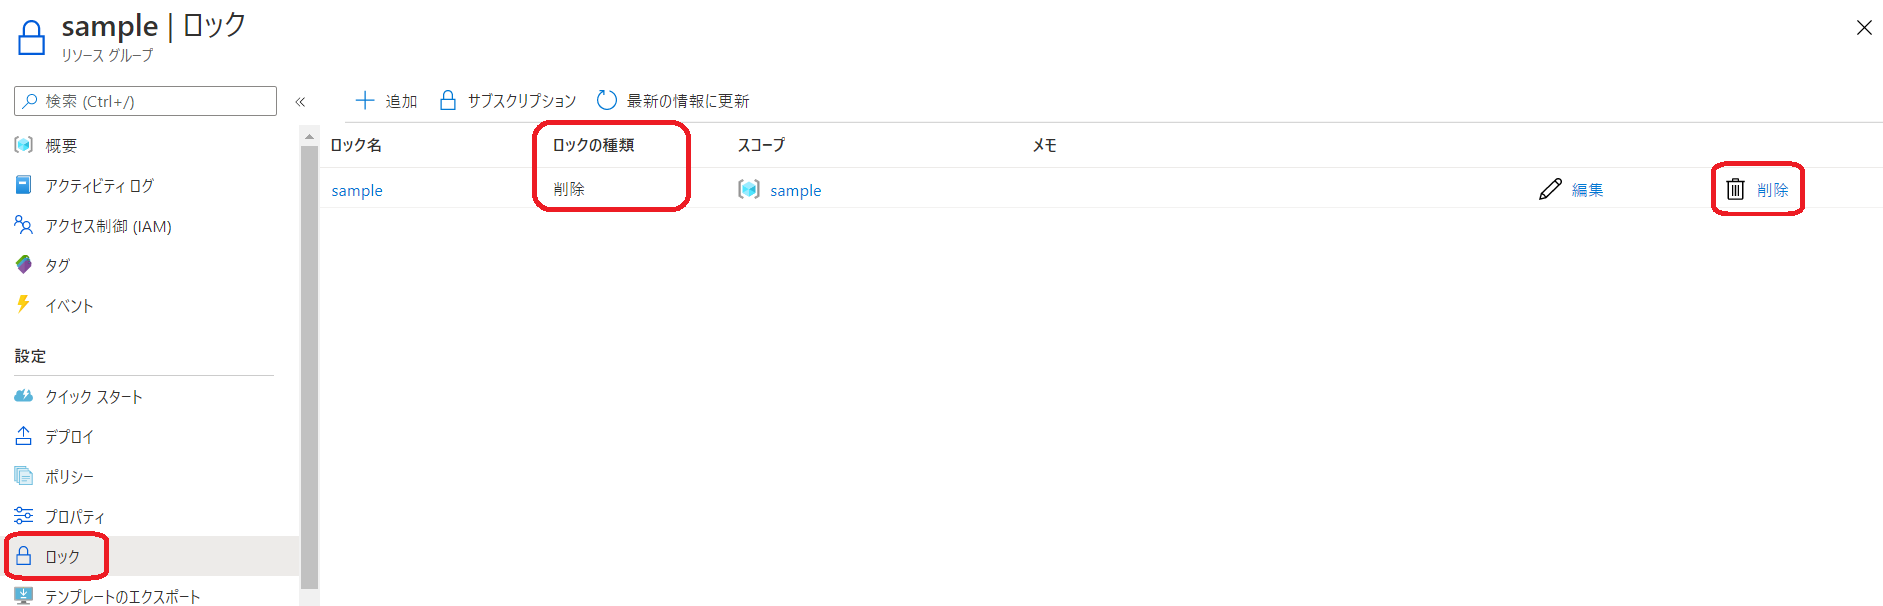 sample | ロック
リソース グループ
検索 (Ctrl+/)
«
追加
サブスクリプション
最新の情報に更新
概要
アクティビティ ログ
アクセス制御 (IAM)
タグ
イベント
設定
クイック スタート
デプロイ
ポリシー
プロパティ
ロック
テンプレートのエクスポート
ロック名 ロックの種類 スコープ メモ
sample 削除 sample 編集 削除